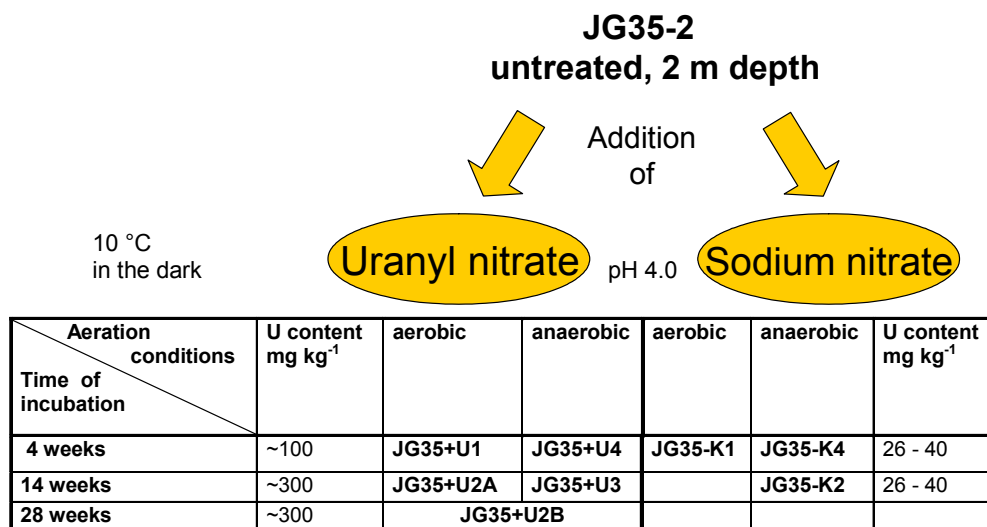 JG35-2
untreated, 2 m depth
Addition
of
10 °C
in the dark
Uranyl nitrate
pH 4.0
Sodium nitrate
Aeration
conditions
Time of
incubation
U content
mg kg⁻¹
aerobic
anaerobic
aerobic
anaerobic
U content
mg kg⁻¹
4 weeks ~100 JG35+U1 JG35+U4 JG35-K1 JG35-K4 26 - 40
14 weeks ~300 JG35+U2A JG35+U3 JG35-K2 26 - 40
28 weeks ~300 JG35+U2B